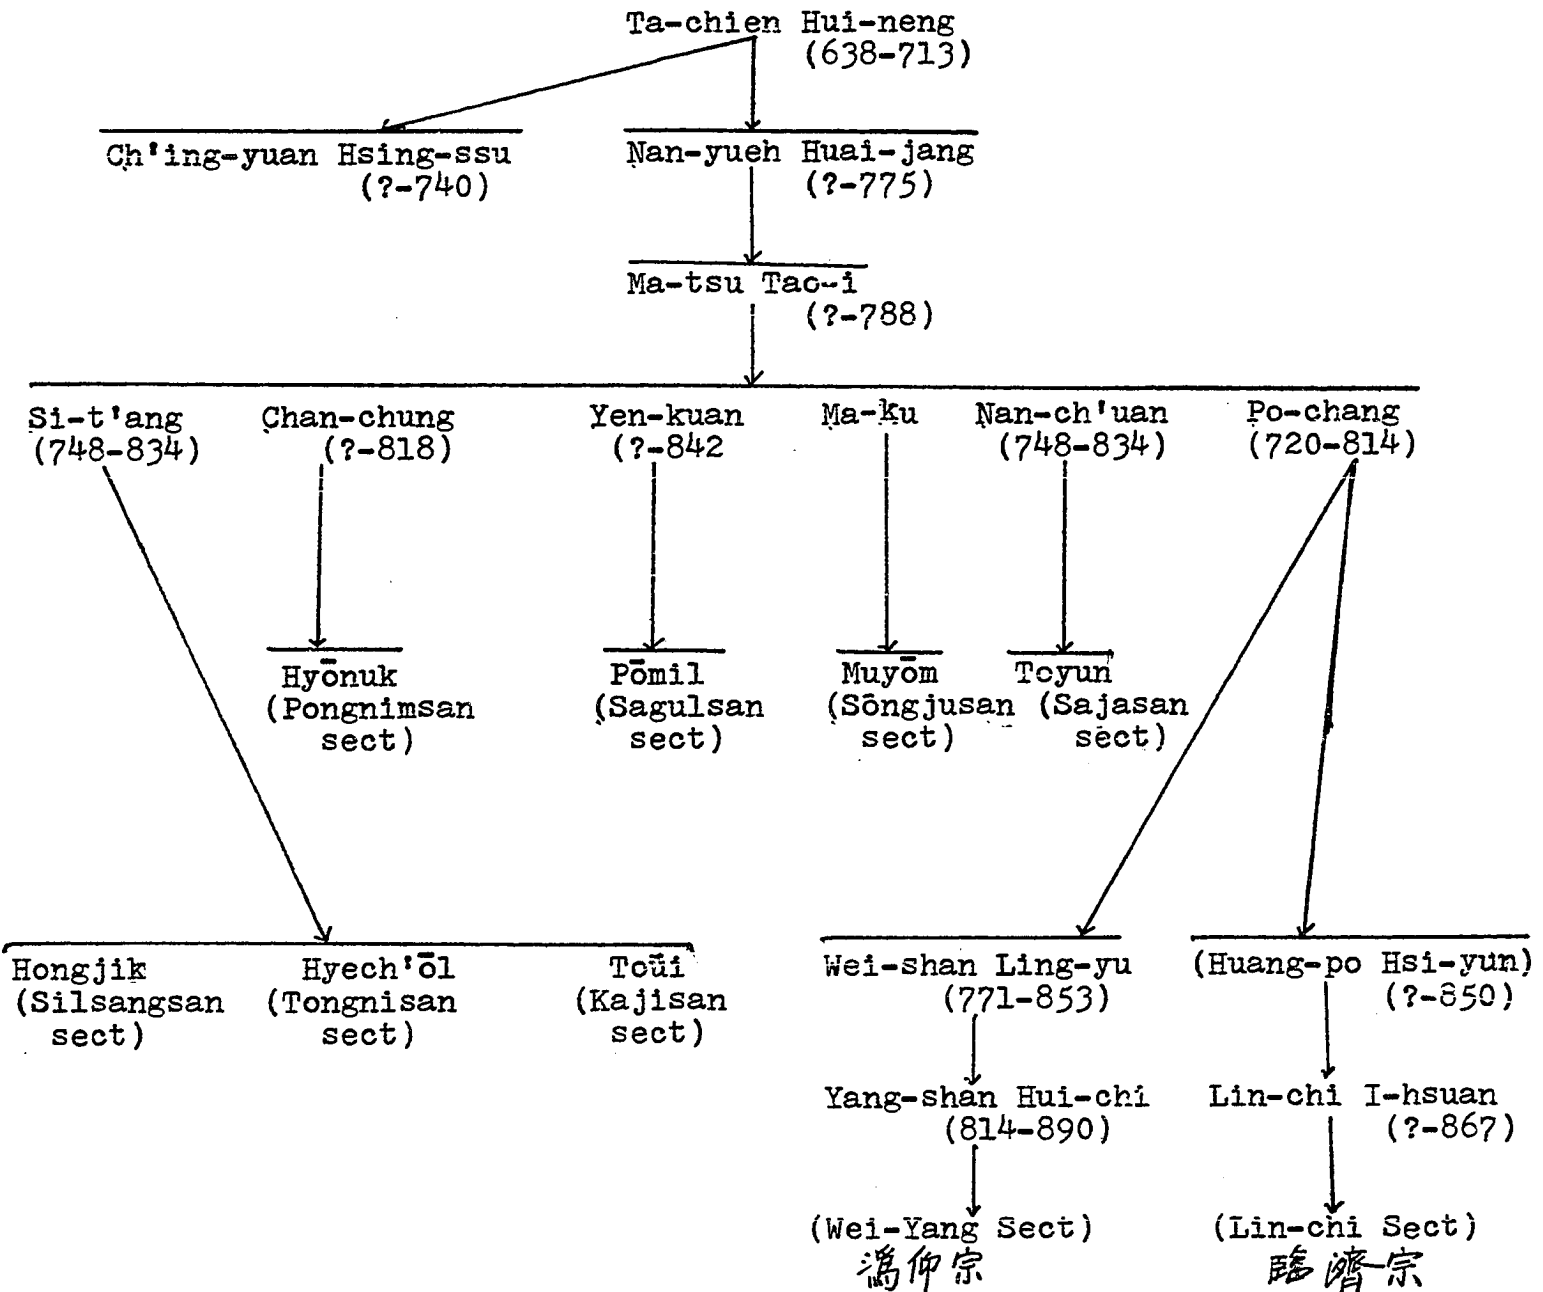 Ta-chien Hui-neng
(638-713)
Ch'ing-yuan Hsing-ssu
(?-740)
Nan-yueh Huai-jang
(?-775)
Ma-tsu Tao-i
(?-788)
Si-t'ang
(748-834)
Chan-chung
(?-818)
Yen-kuan
(?-842
Ma-ku
Nan-ch'uan
(748-834)
Po-chang
(720-814)
Hyōnuk
(Pongnimsan
sect)
Pōmil
(Sagulsan
sect)
Muyōm
(Sōngjusan
sect)
Toyun
(Sajasan
sect)
Hongjik
(Silsangsan
sect)
Hyech'ōl
(Tongnisan
sect)
Toūi
(Kajisan
sect)
Wei-shan Ling-yu
(771-853)
(Huang-po Hsi-yun)
(?-850)
Yang-shan Hui-chi
(814-890)
Lin-chi I-hsuan
(?-867)
(Wei-Yang Sect)
溈仰宗
(Lin-chi Sect)
臨濟宗